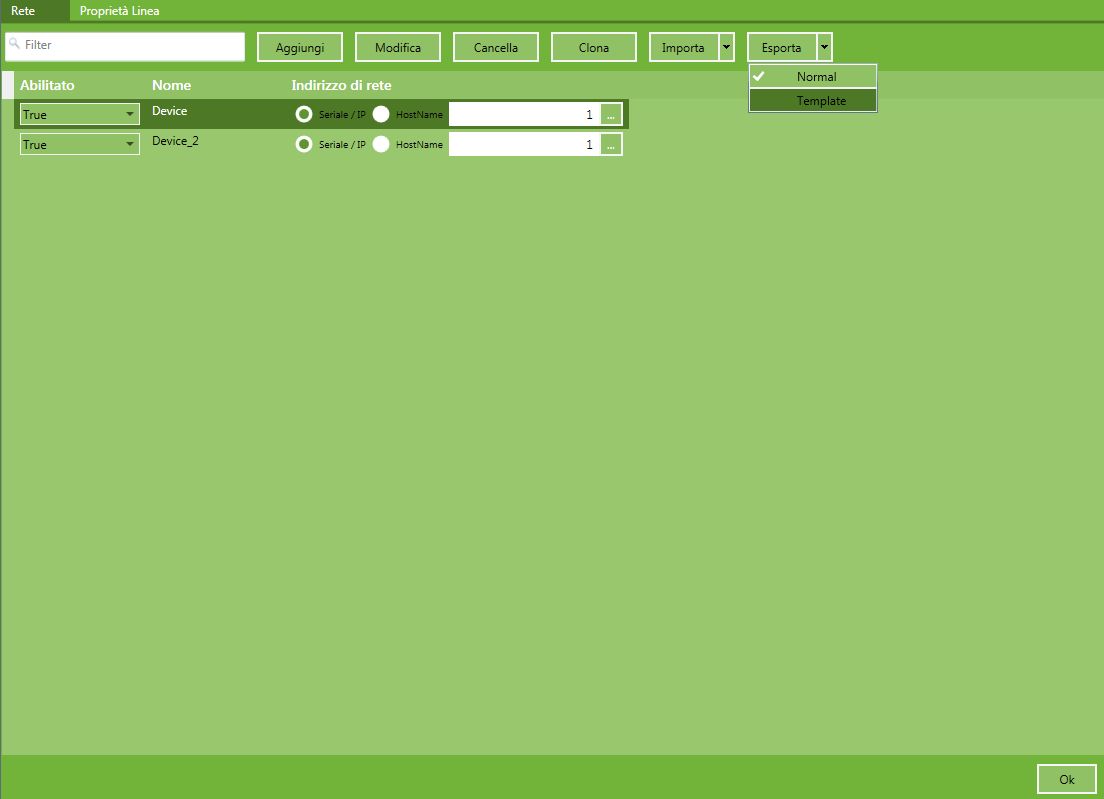 Rete Proprietà Linea
Filter Aggiungi Modifica Cancella Clona Importa Esporta
Normal
Template
Abilitato Nome Indirizzo di rete
True Device Seriale / IP HostName 1 ...
True Device_2 Seriale / IP HostName 1 ...
Ok